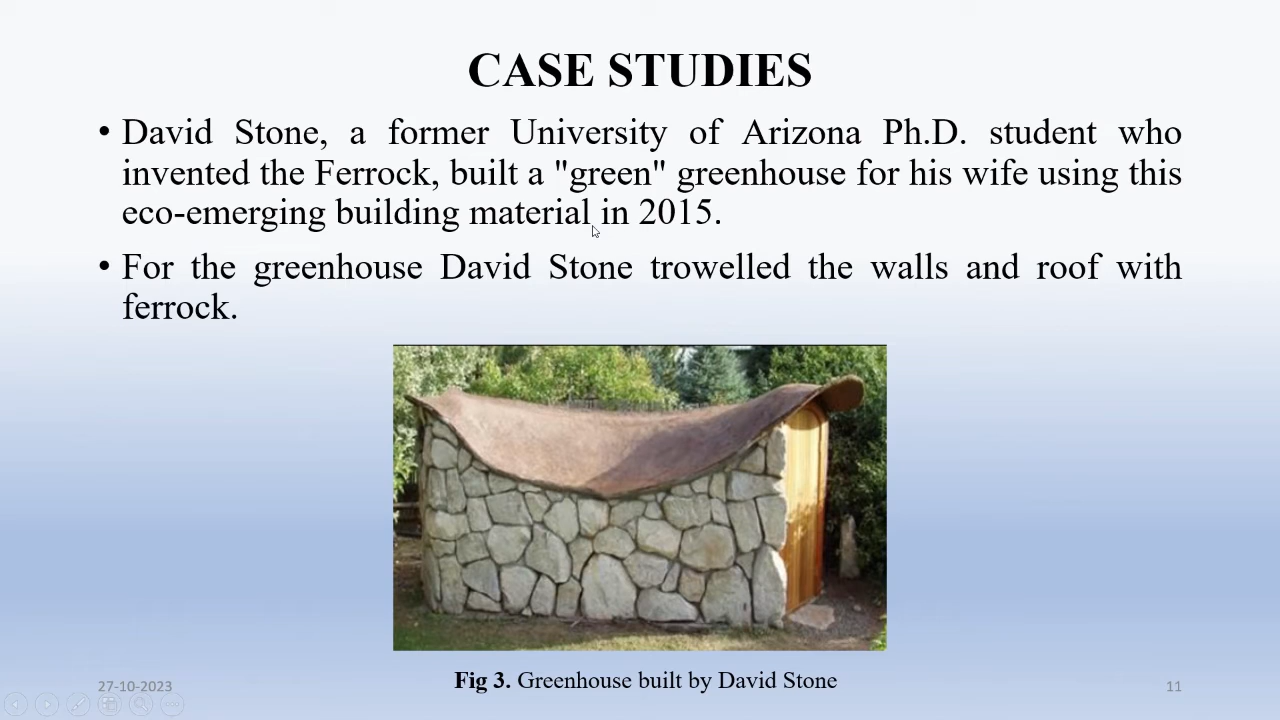 CASE STUDIES
• David Stone, a former University of Arizona Ph.D. student who
invented the Ferrock, built a "green" greenhouse for his wife using this
eco-emerging building material in 2015.
• For the greenhouse David Stone trowelled the walls and roof with
ferrock.
Fig 3. Greenhouse built by David Stone
27-10-2023
11